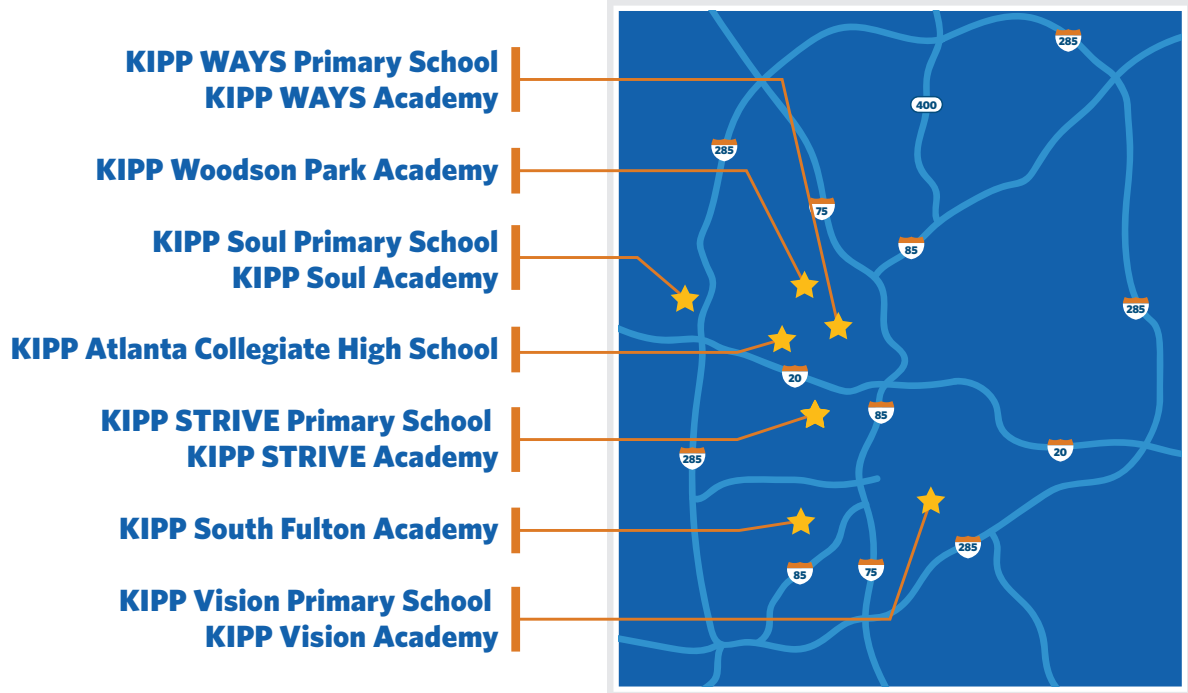 KIPP WAYS Primary School
KIPP WAYS Academy
KIPP Woodson Park Academy
KIPP Soul Primary School
KIPP Soul Academy
KIPP Atlanta Collegiate High School
KIPP STRIVE Primary School
KIPP STRIVE Academy
KIPP South Fulton Academy
KIPP Vision Primary School
KIPP Vision Academy
285
400
285
75
85
285
20
85
20
285
285
85
75